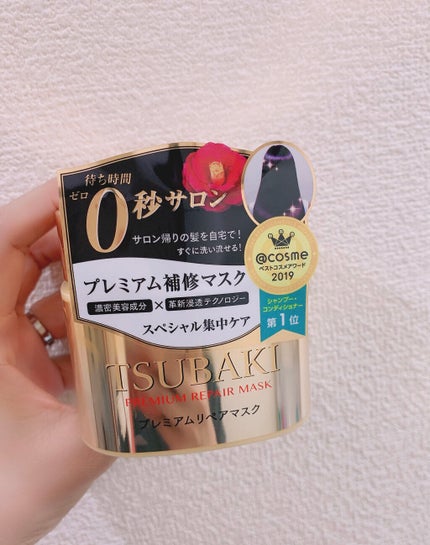 待ち時間
ゼロ
0秒サロン
サロン帰りの髪を自宅で!
すぐに洗い流せる!
プレミアム補修マスク
濃密美容成分 × 革新浸透テクノロジー
スペシャル集中ケア
@cosme
ベストコスメアワード
2019
シャンプー・
コンディショナー
第1位
TSUBAKI
PREMIUM REPAIR MASK
プレミアムリペアマスク